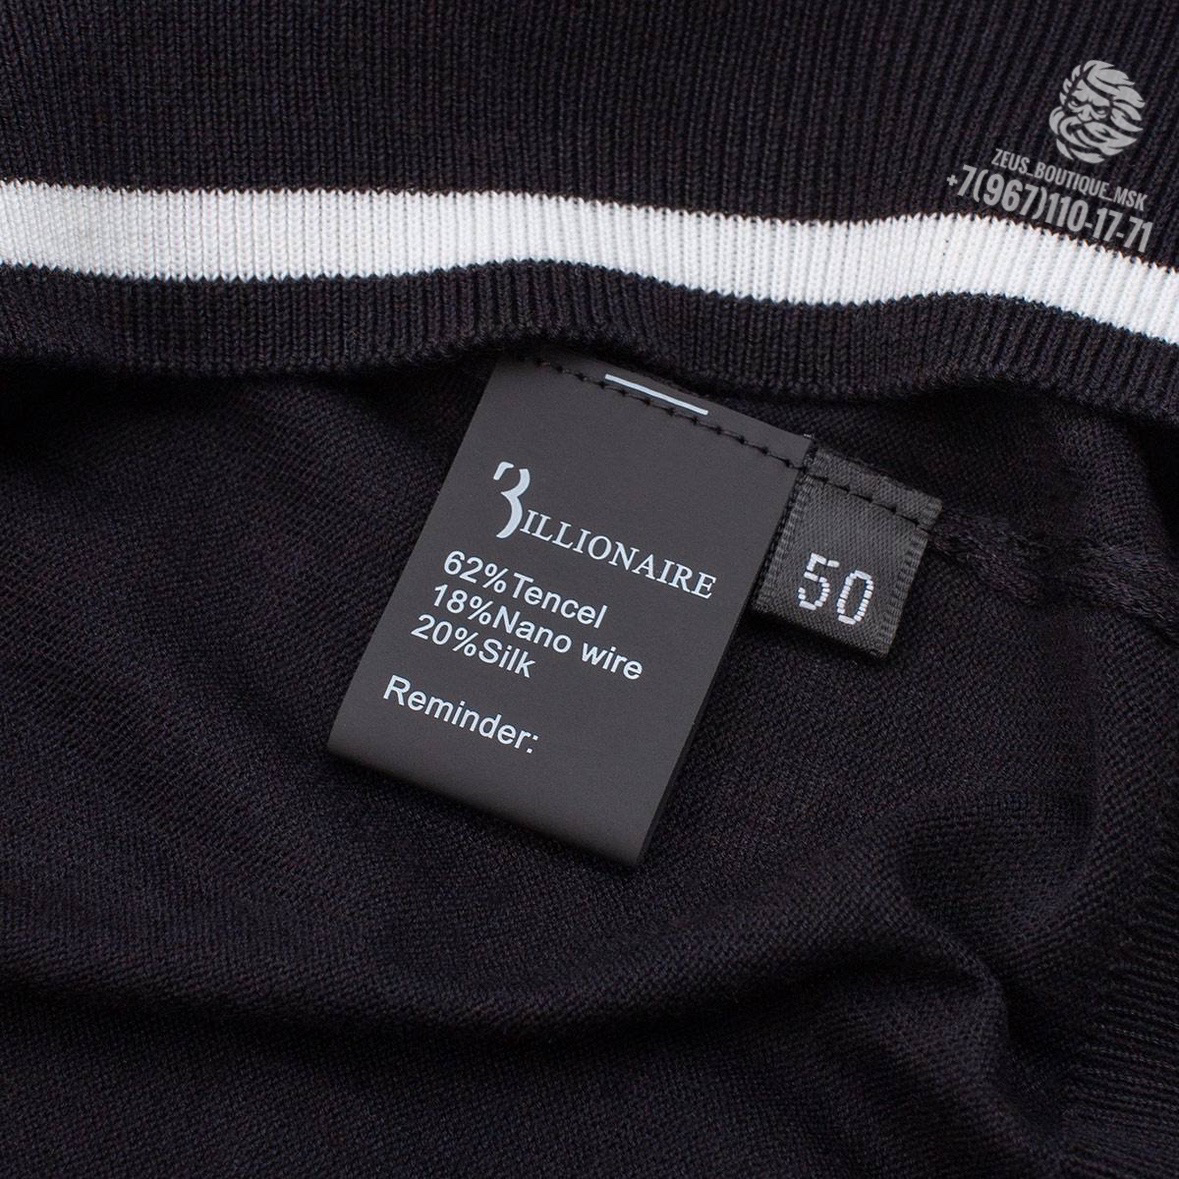 ZEUS_BOUTIQUE_MSK
+7(967)110-17-71
BILLIONAIRE
62%Tencel
18%Nano wire
20%Silk
Reminder:
50